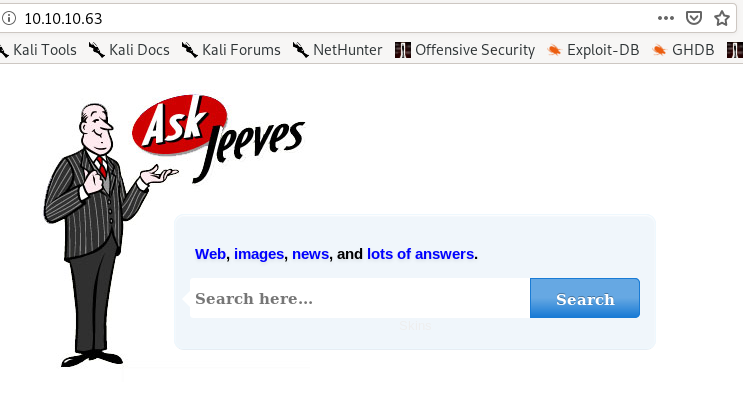 10.10.10.63
Kali Tools Kali Docs Kali Forums NetHunter Offensive Security Exploit-DB GHDB
Ask
Jeeves
Web, images, news, and lots of answers.
Search here... Search